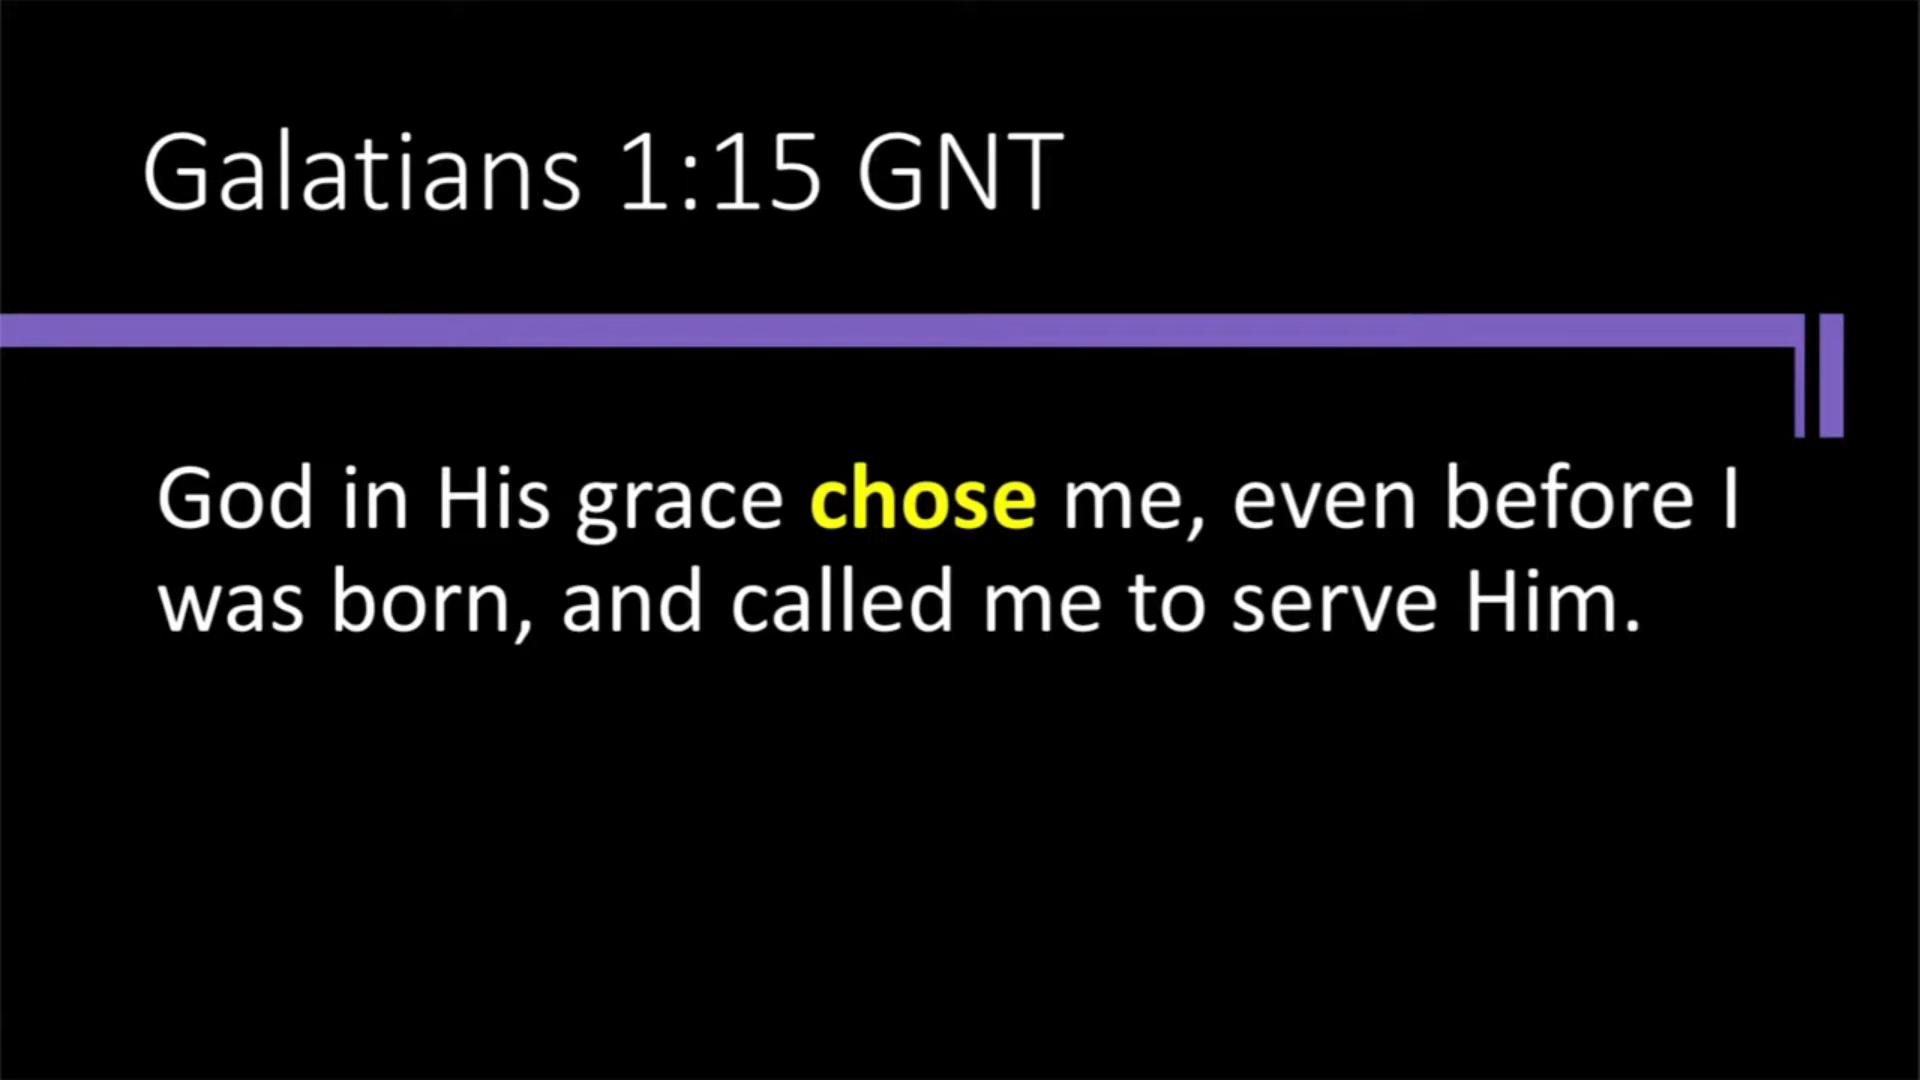 Galatians 1:15 GNT
God in His grace chose me, even before I
was born, and called me to serve Him.